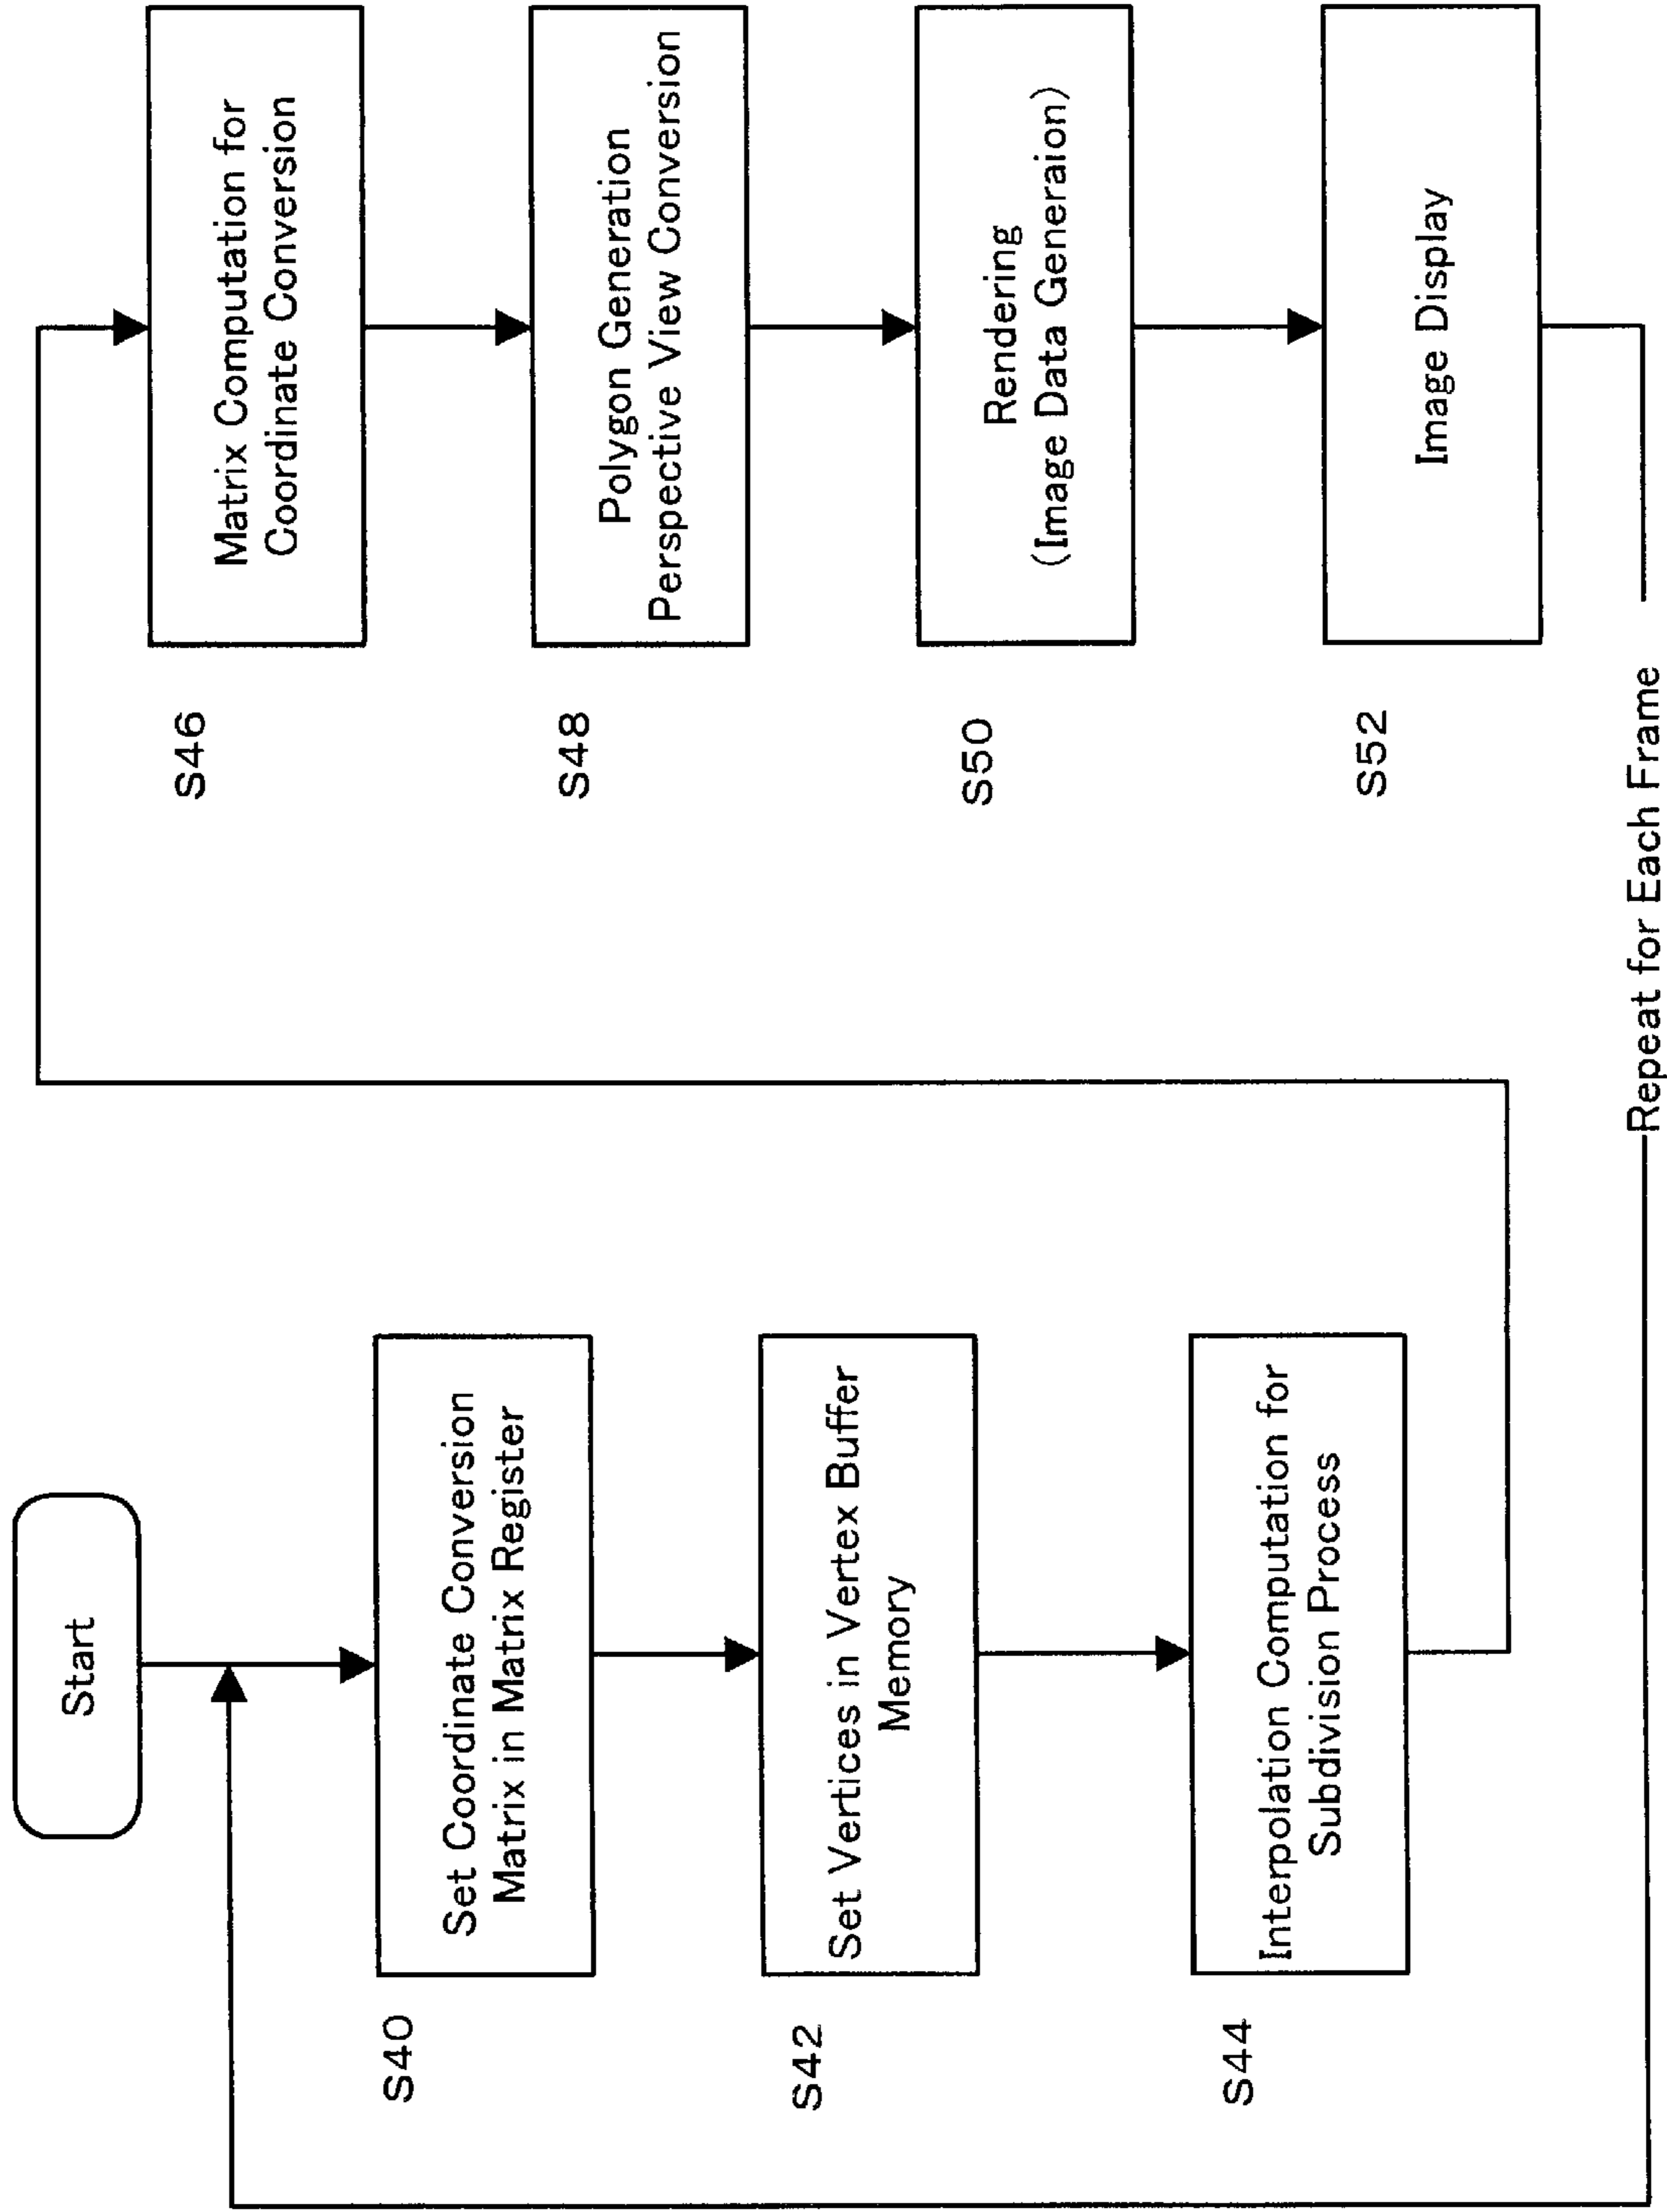 Start
S40
Set Coordinate Conversion
Matrix in Matrix Register
S42
Set Vertices in Vertex Buffer
Memory
S44
Interpolation Computation for
Subdivision Process
S46
Matrix Computation for
Coordinate Conversion
S48
Polygon Generation
Perspective View Conversion
S50
Rendering
(Image Data Generaion)
S52
Image Display
Repeat for Each Frame